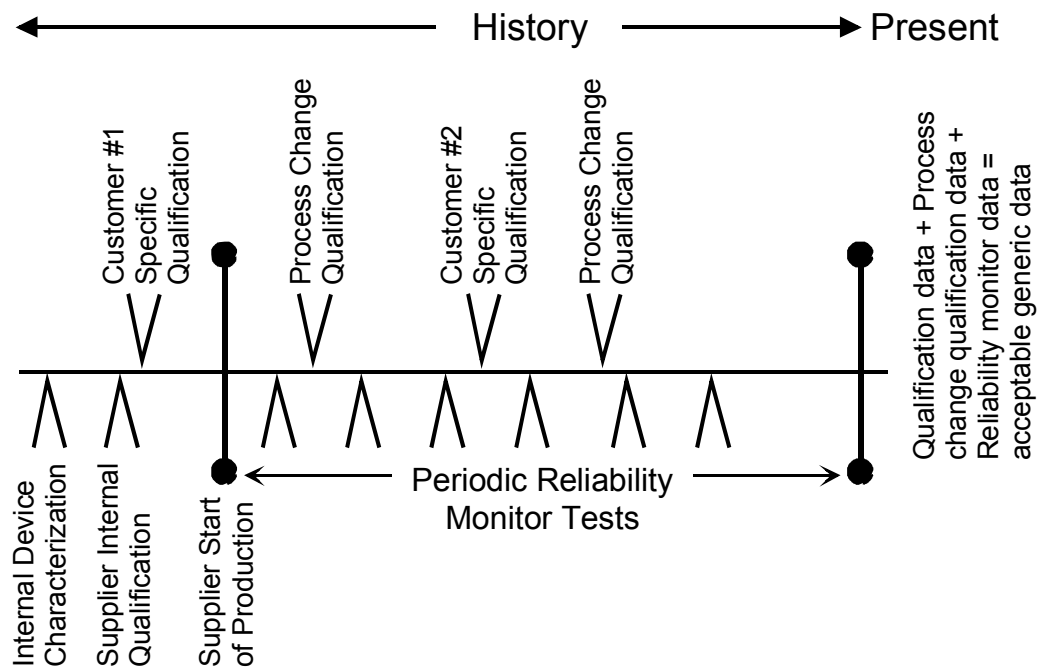 History
Present
Customer #1
Specific
Qualification
Process Change
Qualification
Customer #2
Specific
Qualification
Process Change
Qualification
Qualification data + Process
change qualification data +
Reliability monitor data =
acceptable generic data
Internal Device
Characterization
Supplier Internal
Qualification
Supplier Start
of Production
Periodic Reliability
Monitor Tests